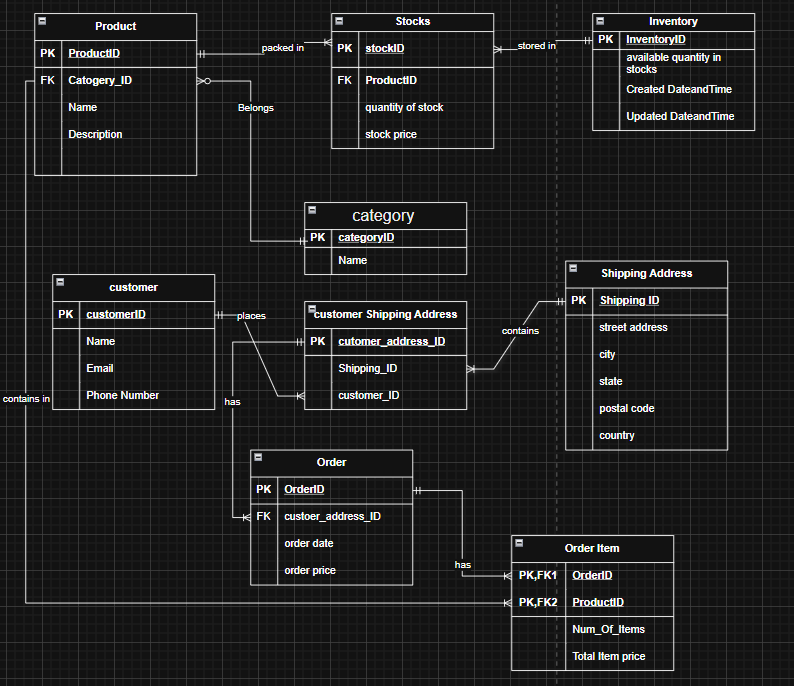 Product
PK ProductID
FK Catogery_ID
Name
Description
packed in
Stocks
PK stockID
FK ProductID
quantity of stock
stock price
stored in
Inventory
PK InventoryID
available quantity in
stocks
Created DateandTime
Updated DateandTime
Belongs
category
PK categoryID
Name
customer
PK customerID
Name
Email
Phone Number
places
customer Shipping Address
PK cutomer_address_ID
Shipping_ID
customer_ID
contains
Shipping Address
PK Shipping ID
street address
city
state
postal code
country
contains in
has
Order
PK OrderID
FK custoer_address_ID
order date
order price
has
Order Item
PK,FK1 OrderID
PK,FK2 ProductID
Num_Of_Items
Total Item price